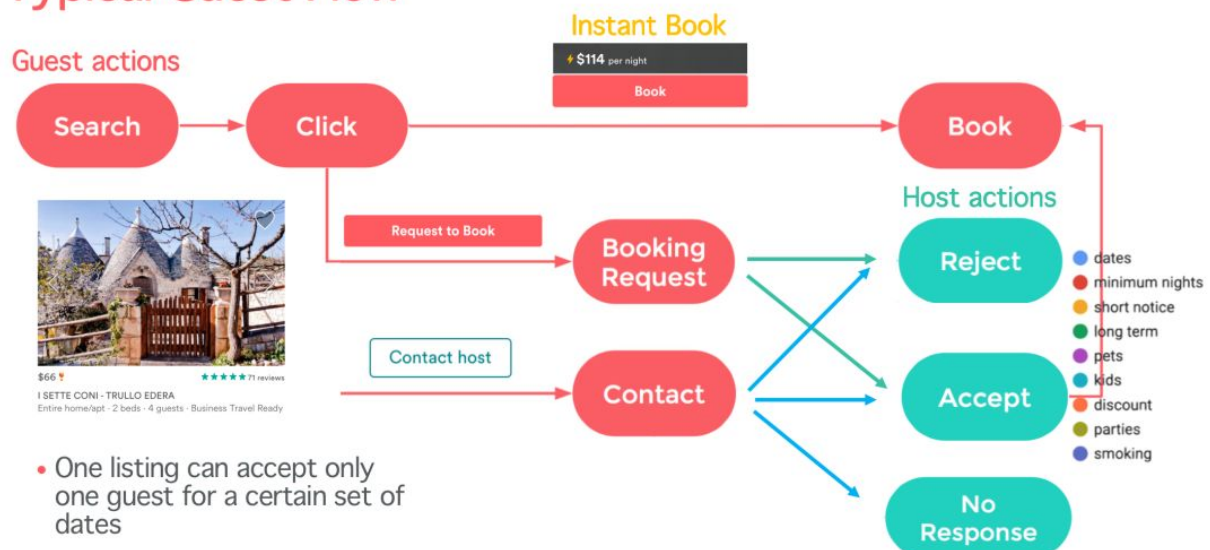 Typical Guest Flow
Instant Book
Guest actions
$114 per night
Book
Search
Click
Book
Host actions
Request to Book
Booking
Request
Reject
dates
minimum nights
short notice
long term
pets
kids
discount
parties
smoking
Contact host
Contact
Accept
$66
71 reviews
I SETTE CONI - TRULLO EDERA
Entire home/apt · 2 beds · 4 guests · Business Travel Ready
• One listing can accept only
one guest for a certain set of
dates
No
Response